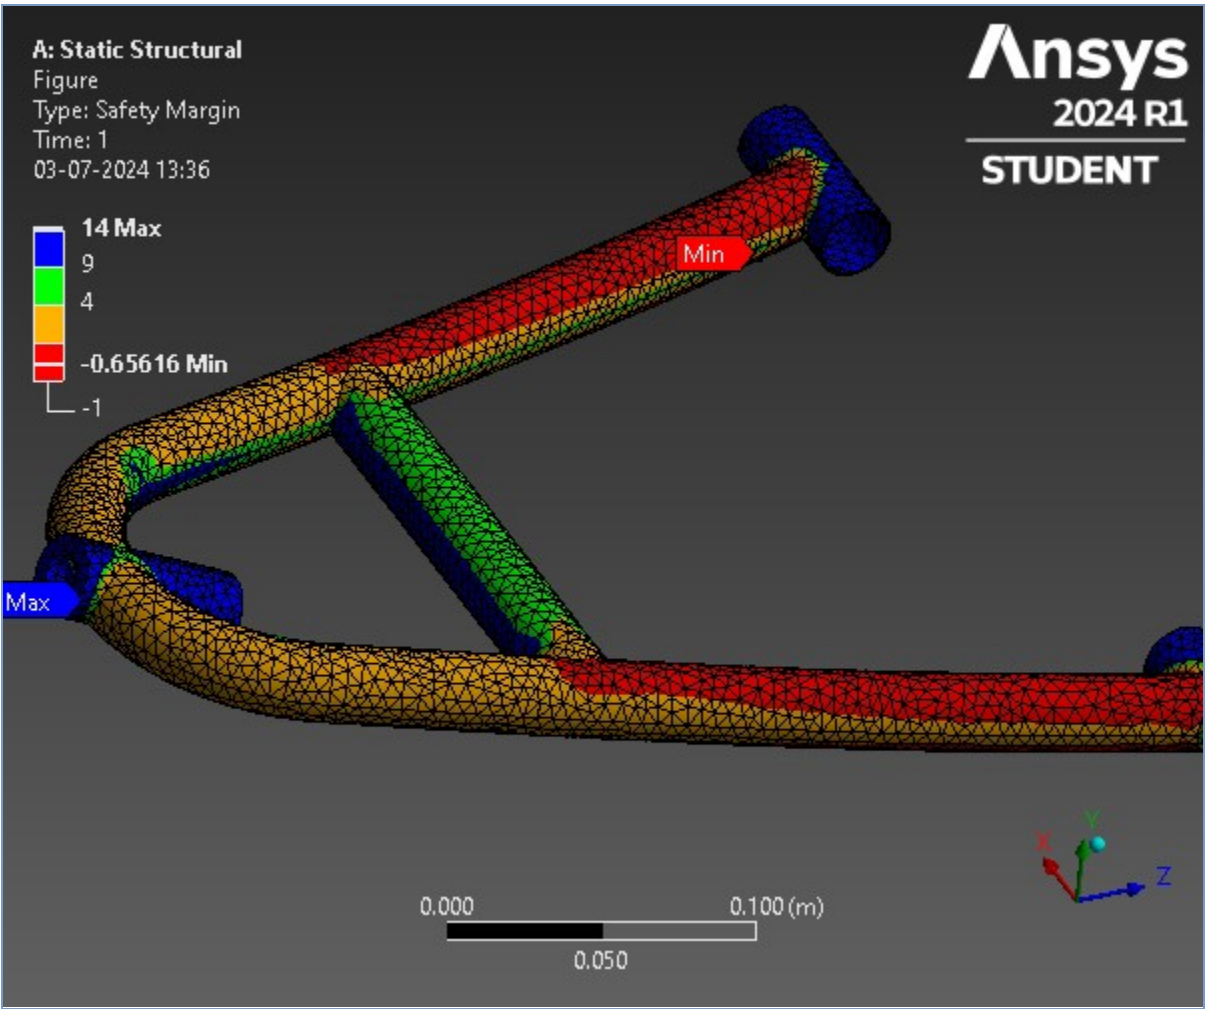 A: Static Structural
Figure
Type: Safety Margin
Time: 1
03-07-2024 13:36
Ansys
2024 R1
STUDENT
14 Max
9
4
-0.65616 Min
-1
Min
Max
Y
X
Z
0.000
0.100 (m)
0.050